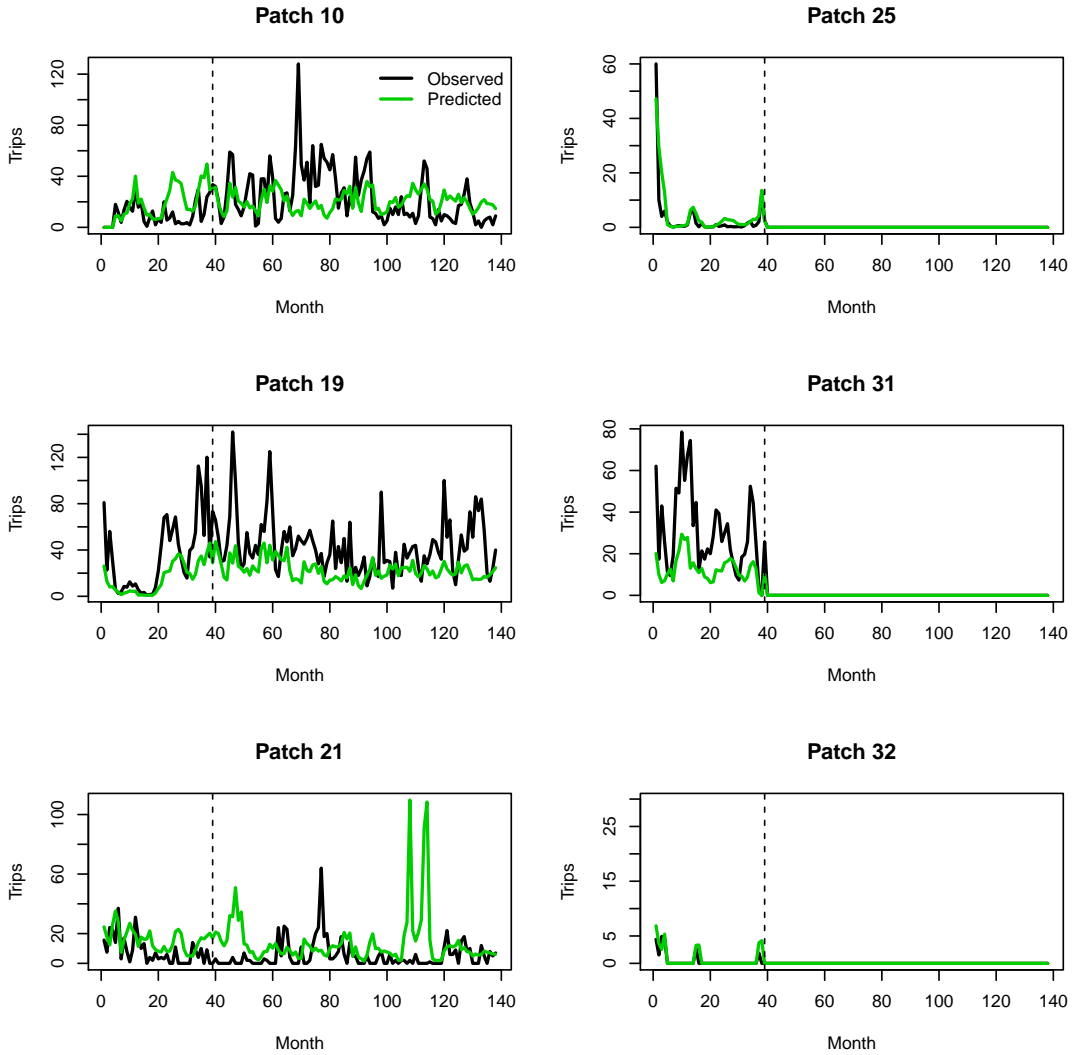 Patch 10
Trips
0 40 80 120
Observed
Predicted
0 20 40 60 80 100 120 140
Month
Patch 25
Trips
0 20 40 60
0 20 40 60 80 100 120 140
Month
Patch 19
Trips
0 40 80 120
0 20 40 60 80 100 120 140
Month
Patch 31
Trips
0 20 40 60 80
0 20 40 60 80 100 120 140
Month
Patch 21
Trips
0 20 60 100
0 20 40 60 80 100 120 140
Month
Patch 32
Trips
0 5 15 25
0 20 40 60 80 100 120 140
Month